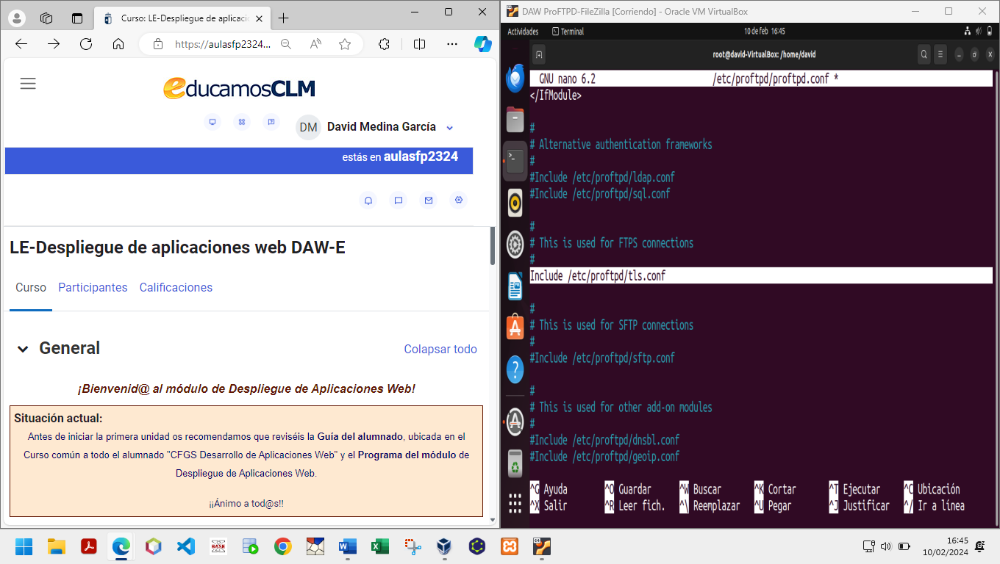 Curso: LE-Despliegue de aplicacio
https://aulasfp2324...
educamosCLM
DM David Medina García
estás en aulasfp2324
LE-Despliegue de aplicaciones web DAW-E
Curso Participantes Calificaciones
General
Colapsar todo
¡Bienvenid@ al módulo de Despliegue de Aplicaciones Web!
Situación actual:
Antes de iniciar la primera unidad os recomendamos que reviséis la Guía del alumnado, ubicada en el
Curso común a todo el alumnado "CFGS Desarrollo de Aplicaciones Web" y el Programa del módulo de
Despliegue de Aplicaciones Web.
¡¡Ánimo a tod@s!!
DAW ProFTPD-FileZilla [Corriendo] - Oracle VM VirtualBox
Actividades Terminal 10 de feb 16:45
root@david-VirtualBox: /home/david
GNU nano 6.2 /etc/proftpd/proftpd.conf *
</IfModule>
#
# Alternative authentication frameworks
#
#Include /etc/proftpd/ldap.conf
#Include /etc/proftpd/sql.conf
#
# This is used for FTPS connections
#
Include /etc/proftpd/tls.conf
#
# This is used for SFTP connections
#
#Include /etc/proftpd/sftp.conf
#
# This is used for other add-on modules
#
#Include /etc/proftpd/dnsbl.conf
#Include /etc/proftpd/geoip.conf
^G Ayuda ^O Guardar ^W Buscar ^K Cortar ^T Ejecutar ^C Ubicación
^X Salir ^R Leer fich. ^\ Reemplazar ^U Pegar ^J Justificar ^/ Ir a línea
16:45
10/02/2024